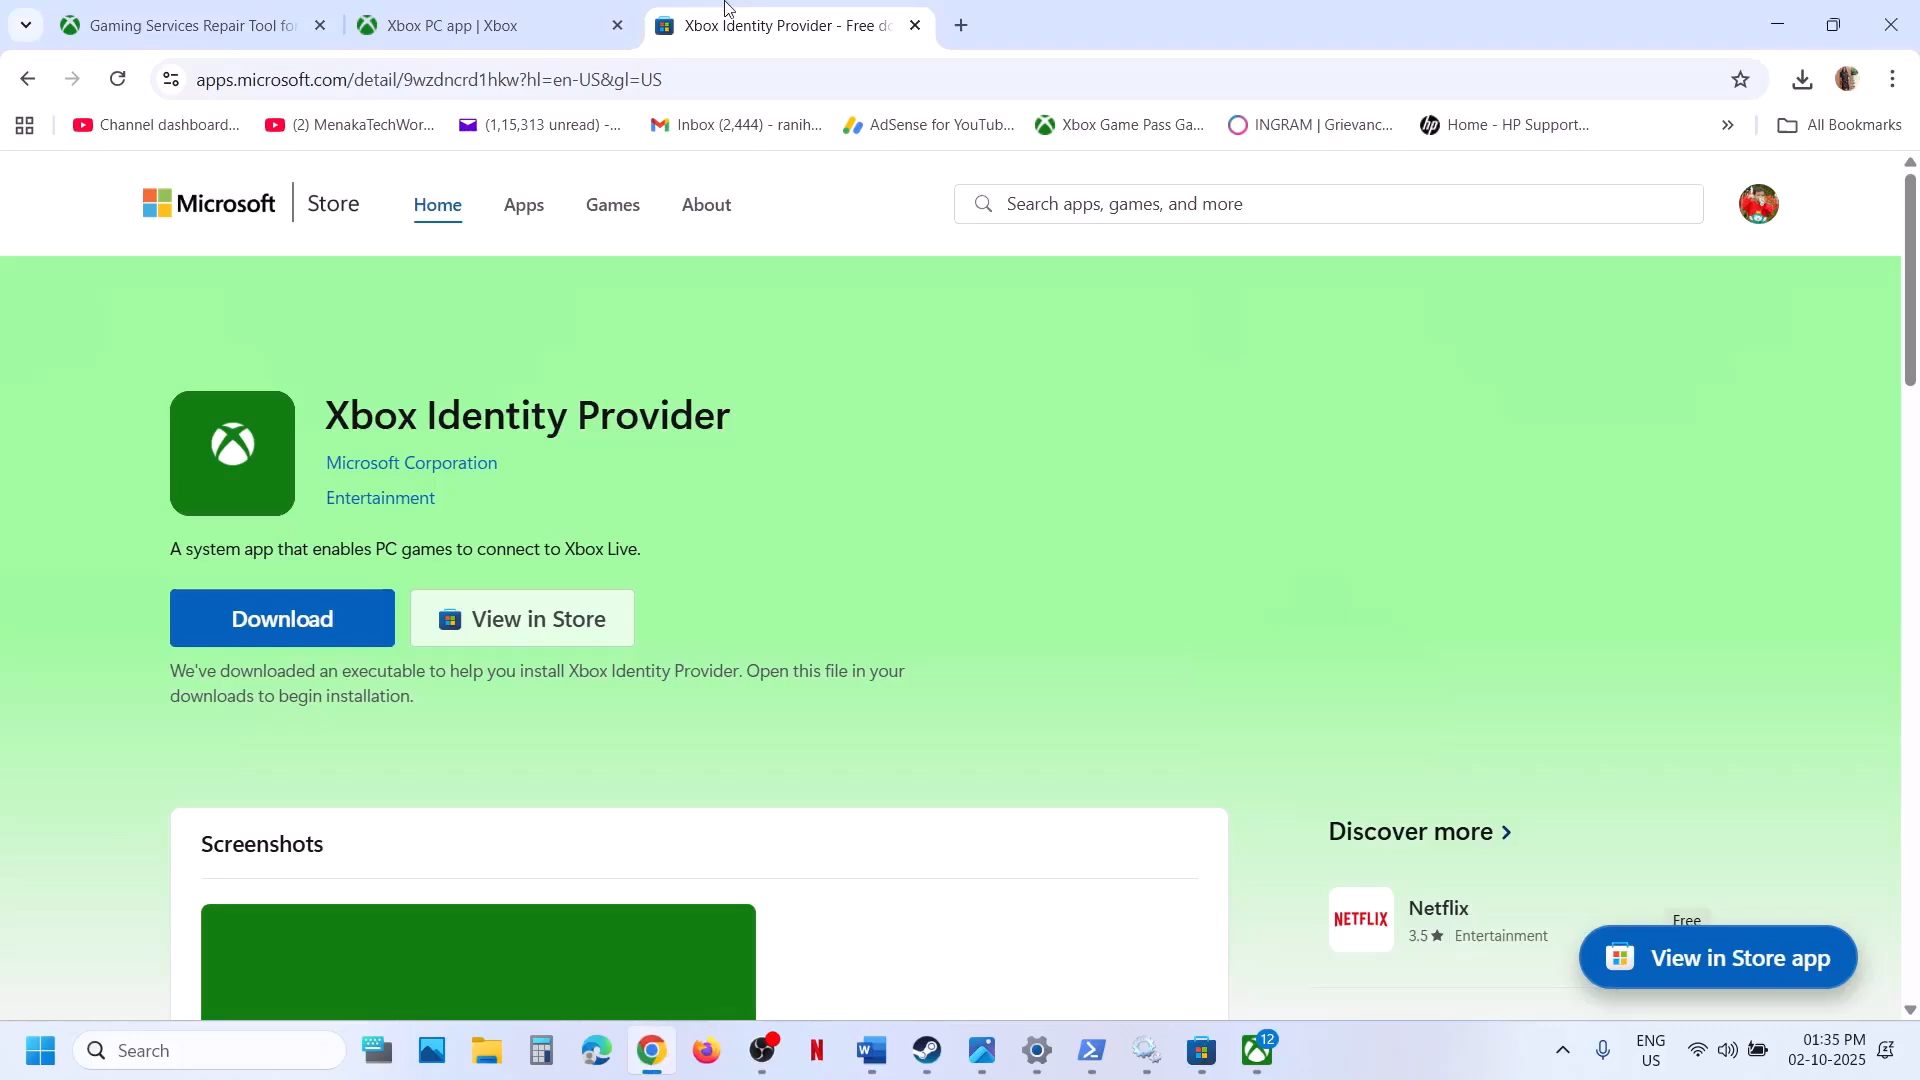 Gaming Services Repair Tool for
Xbox PC app | Xbox
Xbox Identity Provider - Free do
apps.microsoft.com/detail/9wzdncrd1hkw?hl=en-US&gl=US
Channel dashboard...
(2) MenakaTechWor...
(1,15,313 unread) -...
Inbox (2,444) - ranih...
AdSense for YouTub...
Xbox Game Pass Ga...
INGRAM | Grievanc...
Home - HP Support...
All Bookmarks
Microsoft
Store
Home
Apps
Games
About
Search apps, games, and more
Xbox Identity Provider
Microsoft Corporation
Entertainment
A system app that enables PC games to connect to Xbox Live.
Download
View in Store
We've downloaded an executable to help you install Xbox Identity Provider. Open this file in your
downloads to begin installation.
Screenshots
Discover more
NETFLIX
Netflix
3.5★ Entertainment
Free
View in Store app
Search
12
ENG
US
01:35 PM
02-10-2025